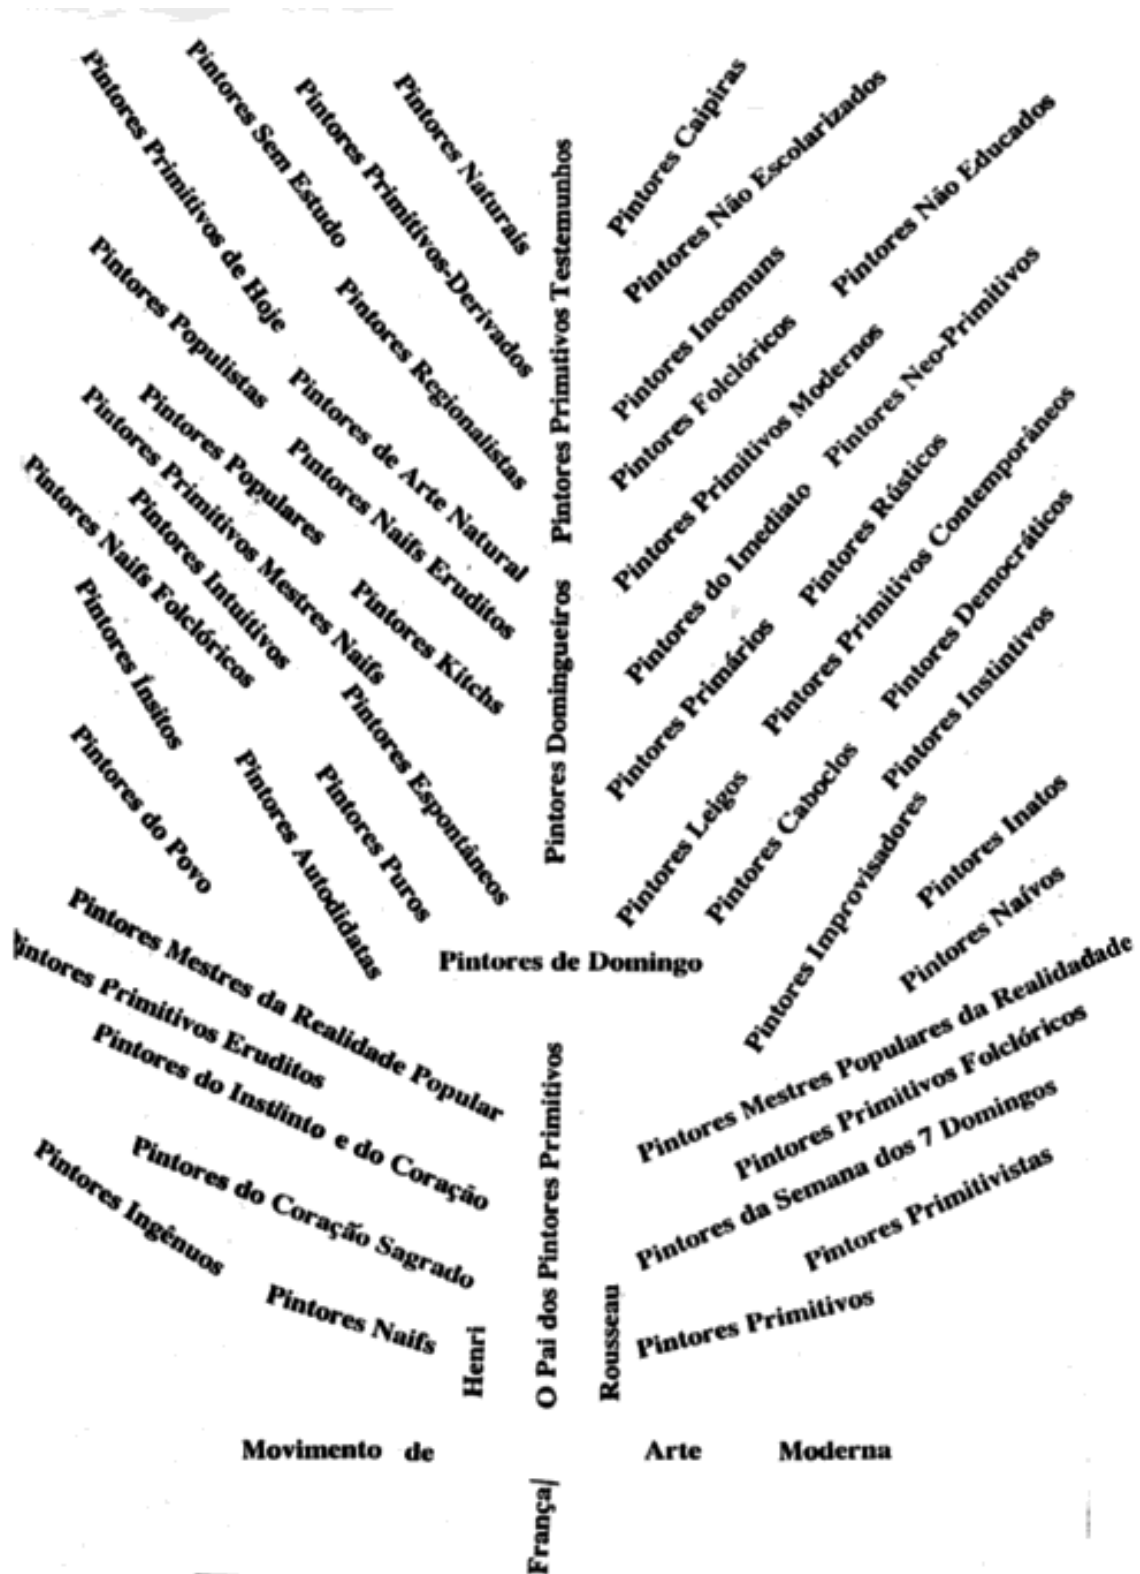 Pintores Primitivos de Hoje
Pintores Sem Estudo
Pintores Primitivos-Derivados
Pintores Naturais
Pintores Populistas
Pintores Regionalistas
Pintores de Arte Natural
Pintores Populares
Pintores Naifs Eruditos
Pintores Primitivos Mestres Naifs
Pintores Intuítivos
Pintores Naifs Folclóricos
Pintores Kitchs
Pintores Ínsitos
Pintores Espontáneos
Pintores do Povo
Pintores Autodidatas
Pintores Puros
Pintores Mestres da Realidade Popular
Pintores Primitivos Eruditos
Pintores do Instinto e do Coração
Pintores do Coração Sagrado
Pintores Ingênuos
Pintores Naifs
Pintores Primitivos Testemunhos
Pintores Domingueiros
Pintores de Domingo
O Pai dos Pintores Primitivos
Henri
Rousseau
Pintores Caipiras
Pintores Não Escolarizados
Pintores Não Educados
Pintores Incomuns
Pintores Folclóricos
Pintores Primitivos Modernos
Pintores Neo-Primitivos
Pintores do Imediato
Pintores Rústicos
Pintores Primitivos Contemporáneos
Pintores Primários
Pintores Democráticos
Pintores Instintivos
Pintores Leigos
Pintores Caboclos
Pintores Improvisadores
Pintores Inatos
Pintores Naívos
Pintores Mestres Populares da Realidadade
Pintores Primitivos Folclóricos
Pintores da Semana dos 7 Domingos
Pintores Primitivistas
Pintores Primitivos
Movimento de Arte Moderna
França/